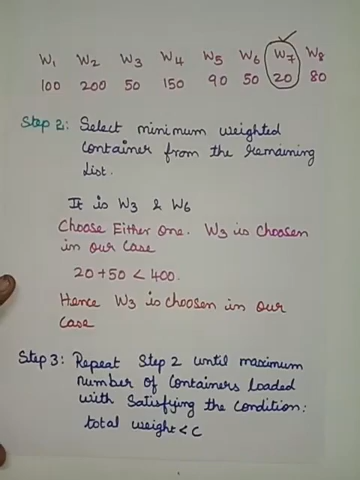 W1 W2 W3 W4 W5 W6 W7 W8
100 200 50 150 90 50 20 80
Step 2: Select minimum weighted
container from the remaining
list.
It is W3 & W6
Choose Either one. W3 is choosen
in our case
20 + 50 < 400.
Hence W3 is choosen in our
case
Step 3: Repeat Step 2 until maximum
number of containers loaded
with satisfying the condition:
total weight < C